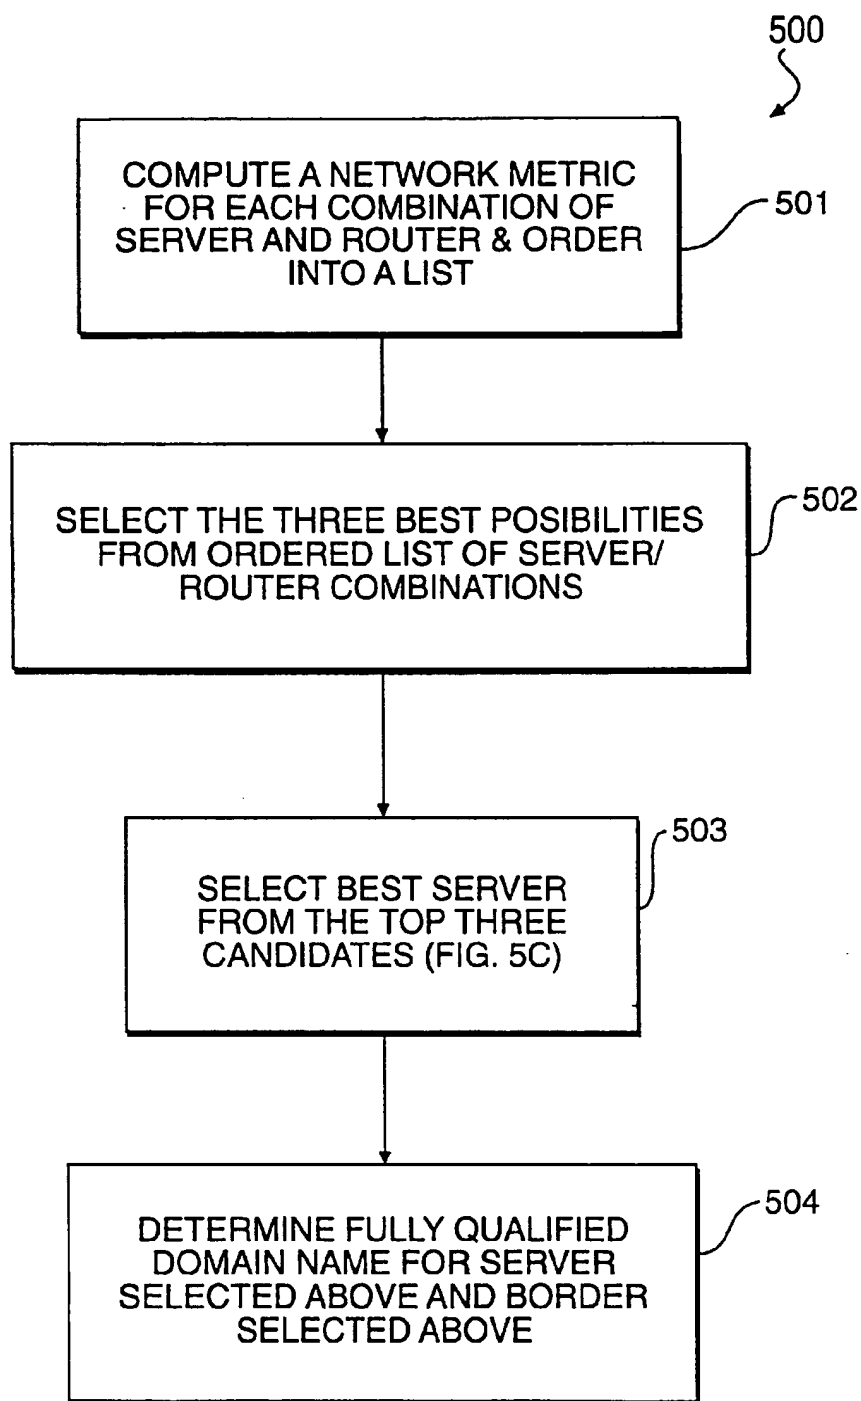 500
COMPUTE A NETWORK METRIC
FOR EACH COMBINATION OF
SERVER AND ROUTER & ORDER
INTO A LIST
501
SELECT THE THREE BEST POSIBILITIES
FROM ORDERED LIST OF SERVER/
ROUTER COMBINATIONS
502
SELECT BEST SERVER
FROM THE TOP THREE
CANDIDATES (FIG. 5C)
503
DETERMINE FULLY QUALIFIED
DOMAIN NAME FOR SERVER
SELECTED ABOVE AND BORDER
SELECTED ABOVE
504